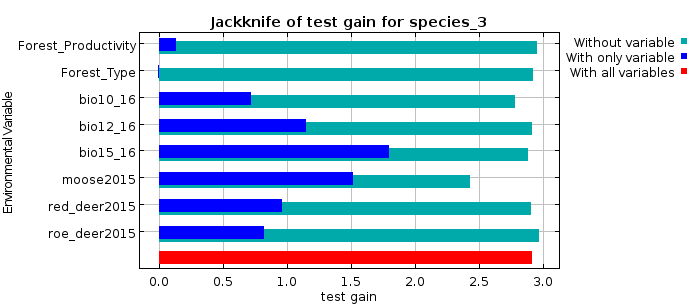 Jackknife of test gain for species_3
Environmental Variable
Forest_Productivity
Forest_Type
bio10_16
bio12_16
bio15_16
moose2015
red_deer2015
roe_deer2015
0.0 0.5 1.0 1.5 2.0 2.5 3.0
test gain
Without variable
With only variable
With all variables